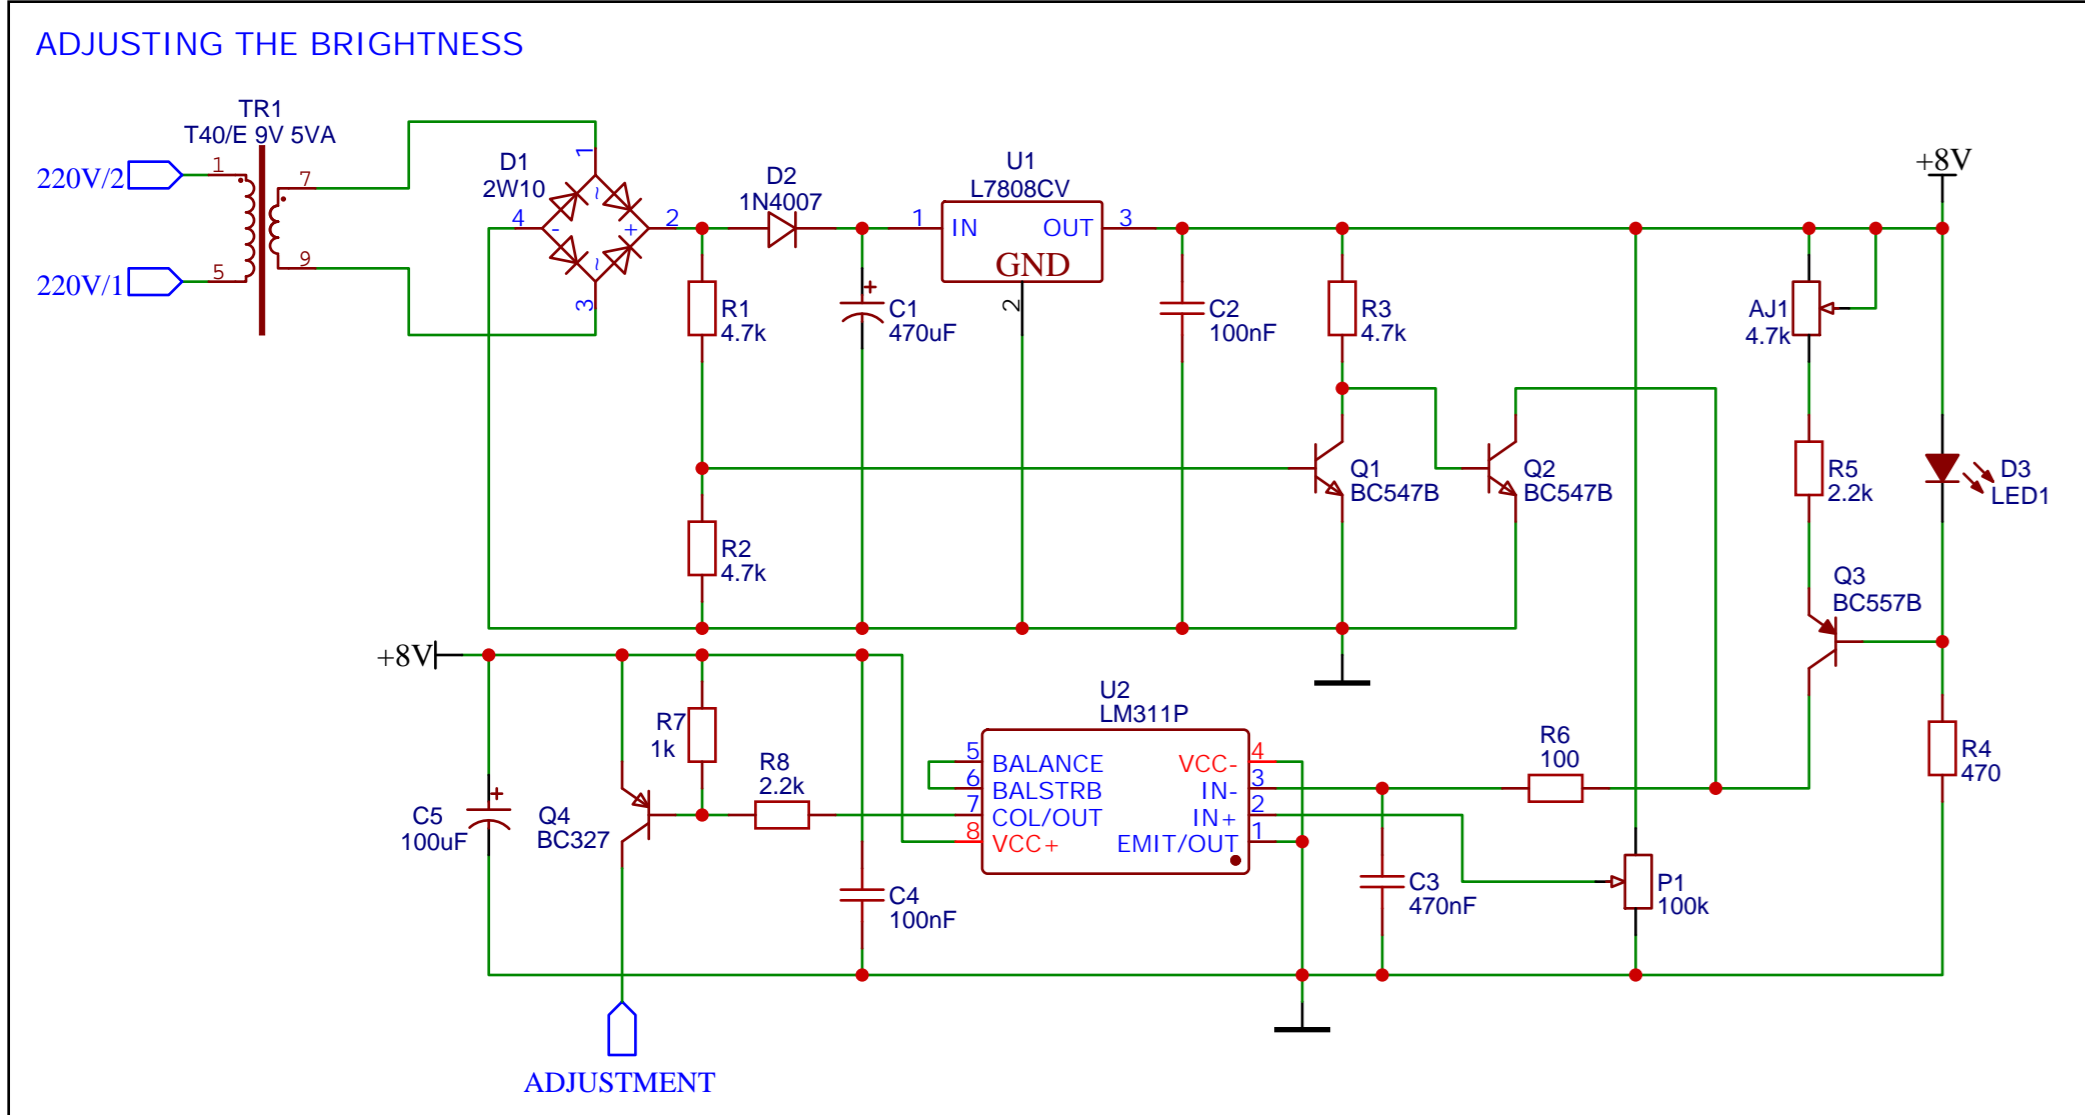 ADJUSTING THE BRIGHTNESS
TR1
T40/E 9V 5VA
220V/2
1
7
220V/1
5
9
D1
2W10
1
4
-
~
+
2
~
3
D2
1N4007
U1
L7808CV
1
IN
OUT
3
GND
2
+8V
R1
4.7k
+
C1
470uF
C2
100nF
R3
4.7k
AJ1
4.7k
Q1
BC547B
Q2
BC547B
R5
2.2k
D3
LED1
R2
4.7k
Q3
BC557B
+8V
R7
1k
R8
2.2k
U2
LM311P
5
BALANCE
VCC-
4
6
BALSTRB
IN-
3
7
COL/OUT
IN+
2
8
VCC+
EMIT/OUT
1
R6
100
R4
470
+
C5
100uF
Q4
BC327
C4
100nF
C3
470nF
P1
100k
ADJUSTMENT